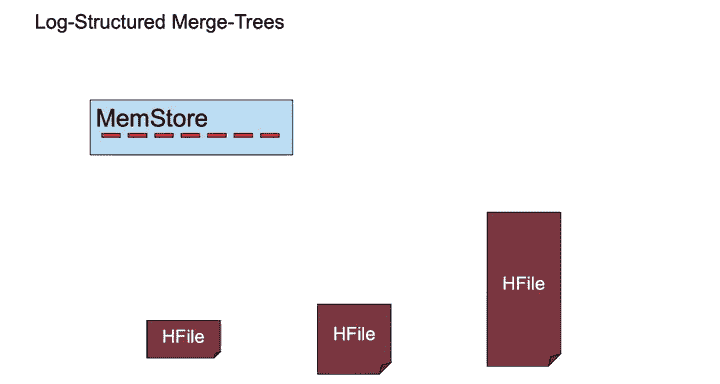 Log-Structured Merge-Trees
MemStore
HFile
HFile
HFile